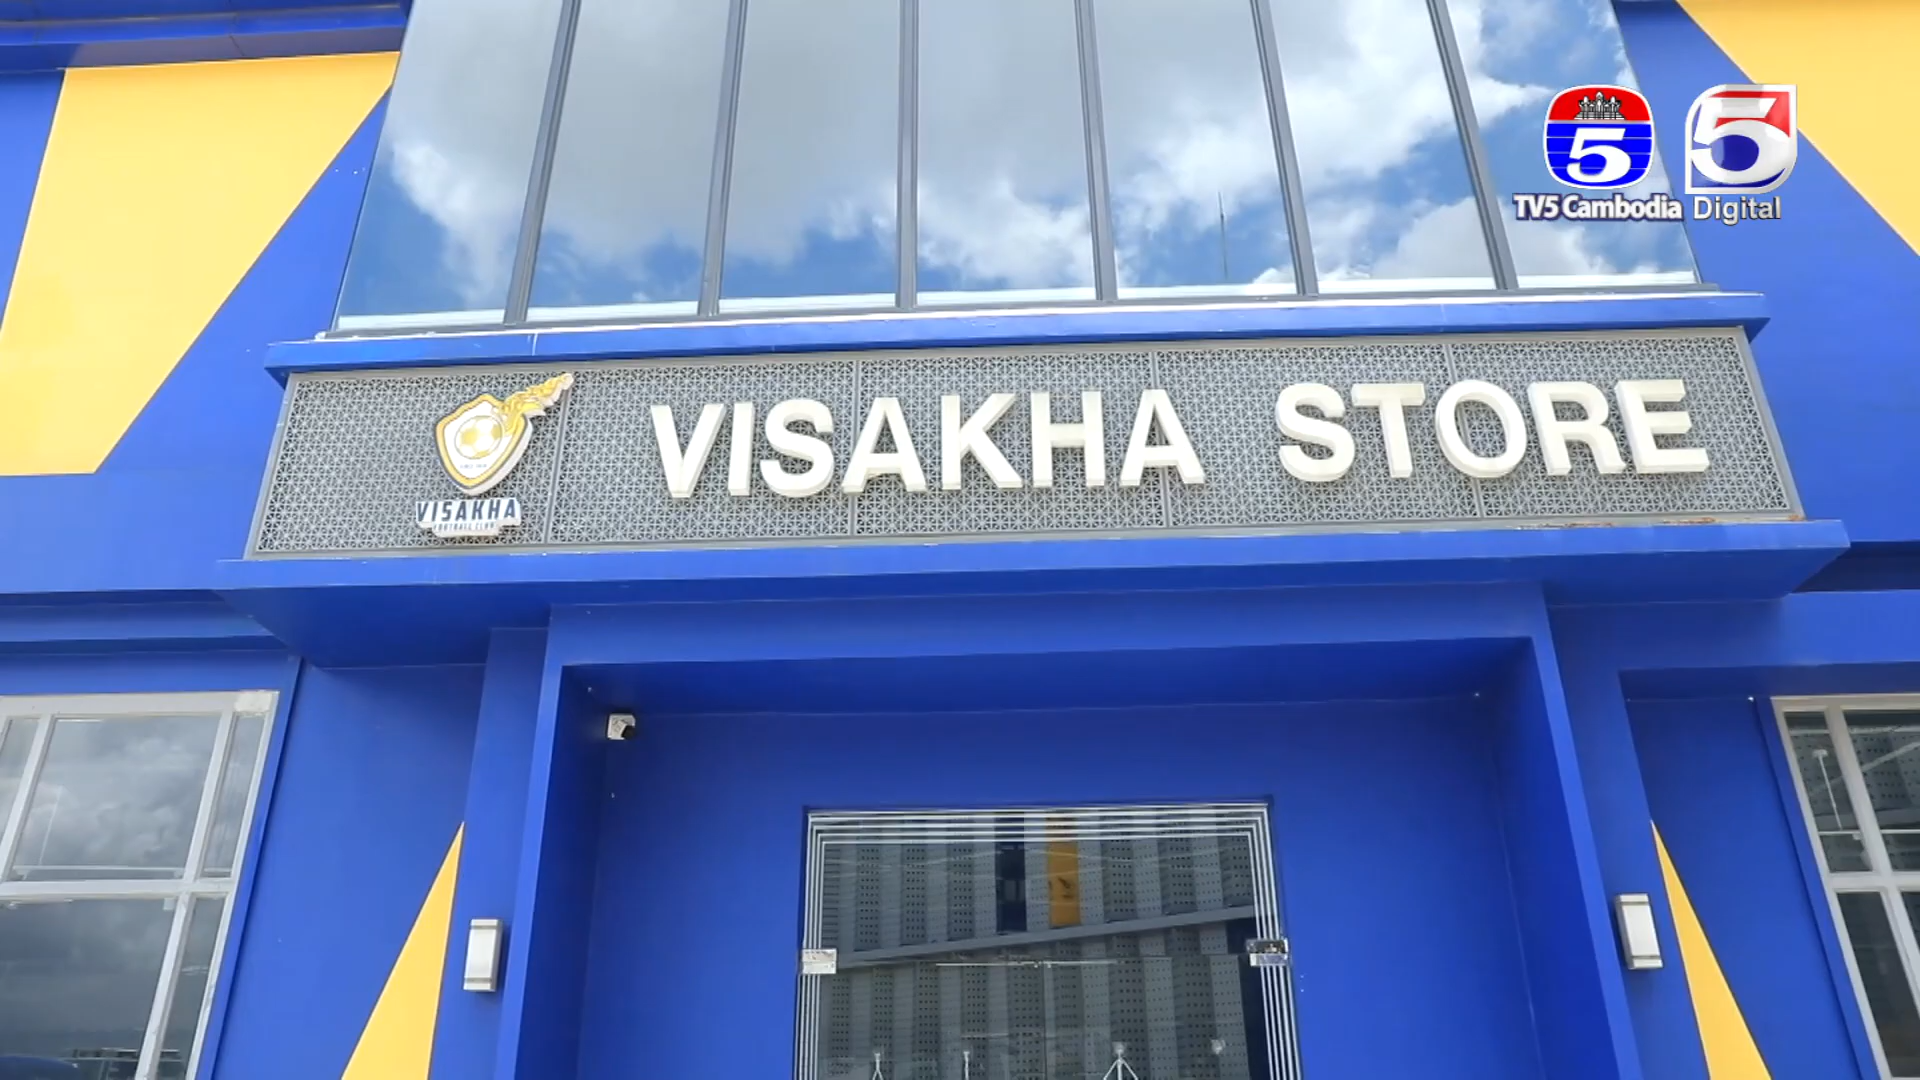 5
5
TV5 Cambodia
Digital
VISAKHA STORE
VISAKHA
FOOTBALL CLUB